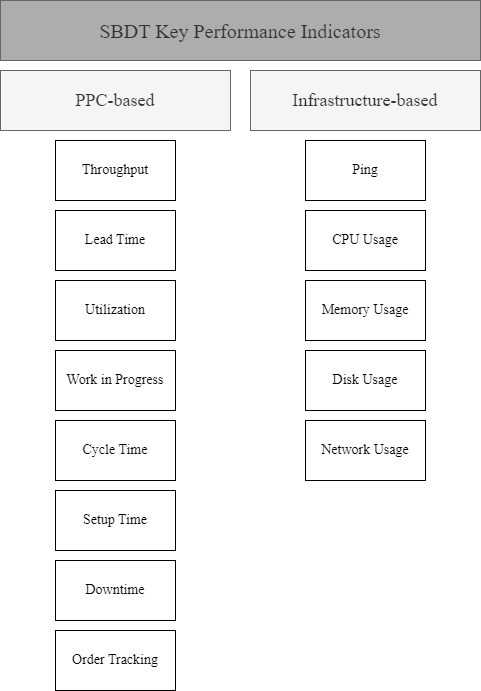 SBDT Key Performance Indicators
PPC-based
Infrastructure-based
Throughput
Lead Time
Utilization
Work in Progress
Cycle Time
Setup Time
Downtime
Order Tracking
Ping
CPU Usage
Memory Usage
Disk Usage
Network Usage